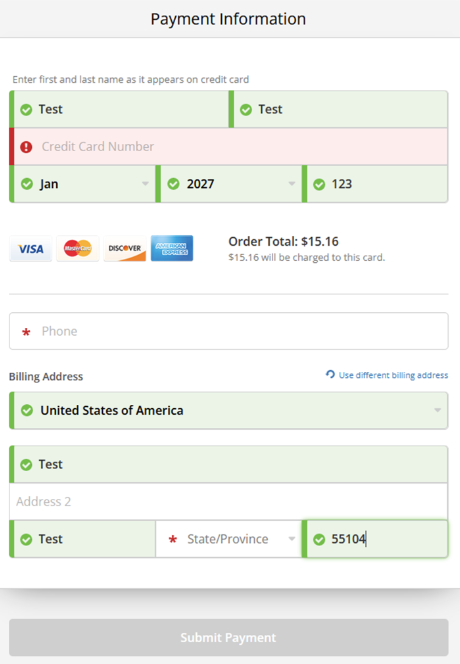 Payment Information
Enter first and last name as it appears on credit card
Test Test
Credit Card Number
Jan 2027 123
VISA MasterCard DISCOVER AMERICAN EXPRESS Order Total: $15.16
$15.16 will be charged to this card.
* Phone
Billing Address Use different billing address
United States of America
Test
Address 2
Test * State/Province 55104
Submit Payment